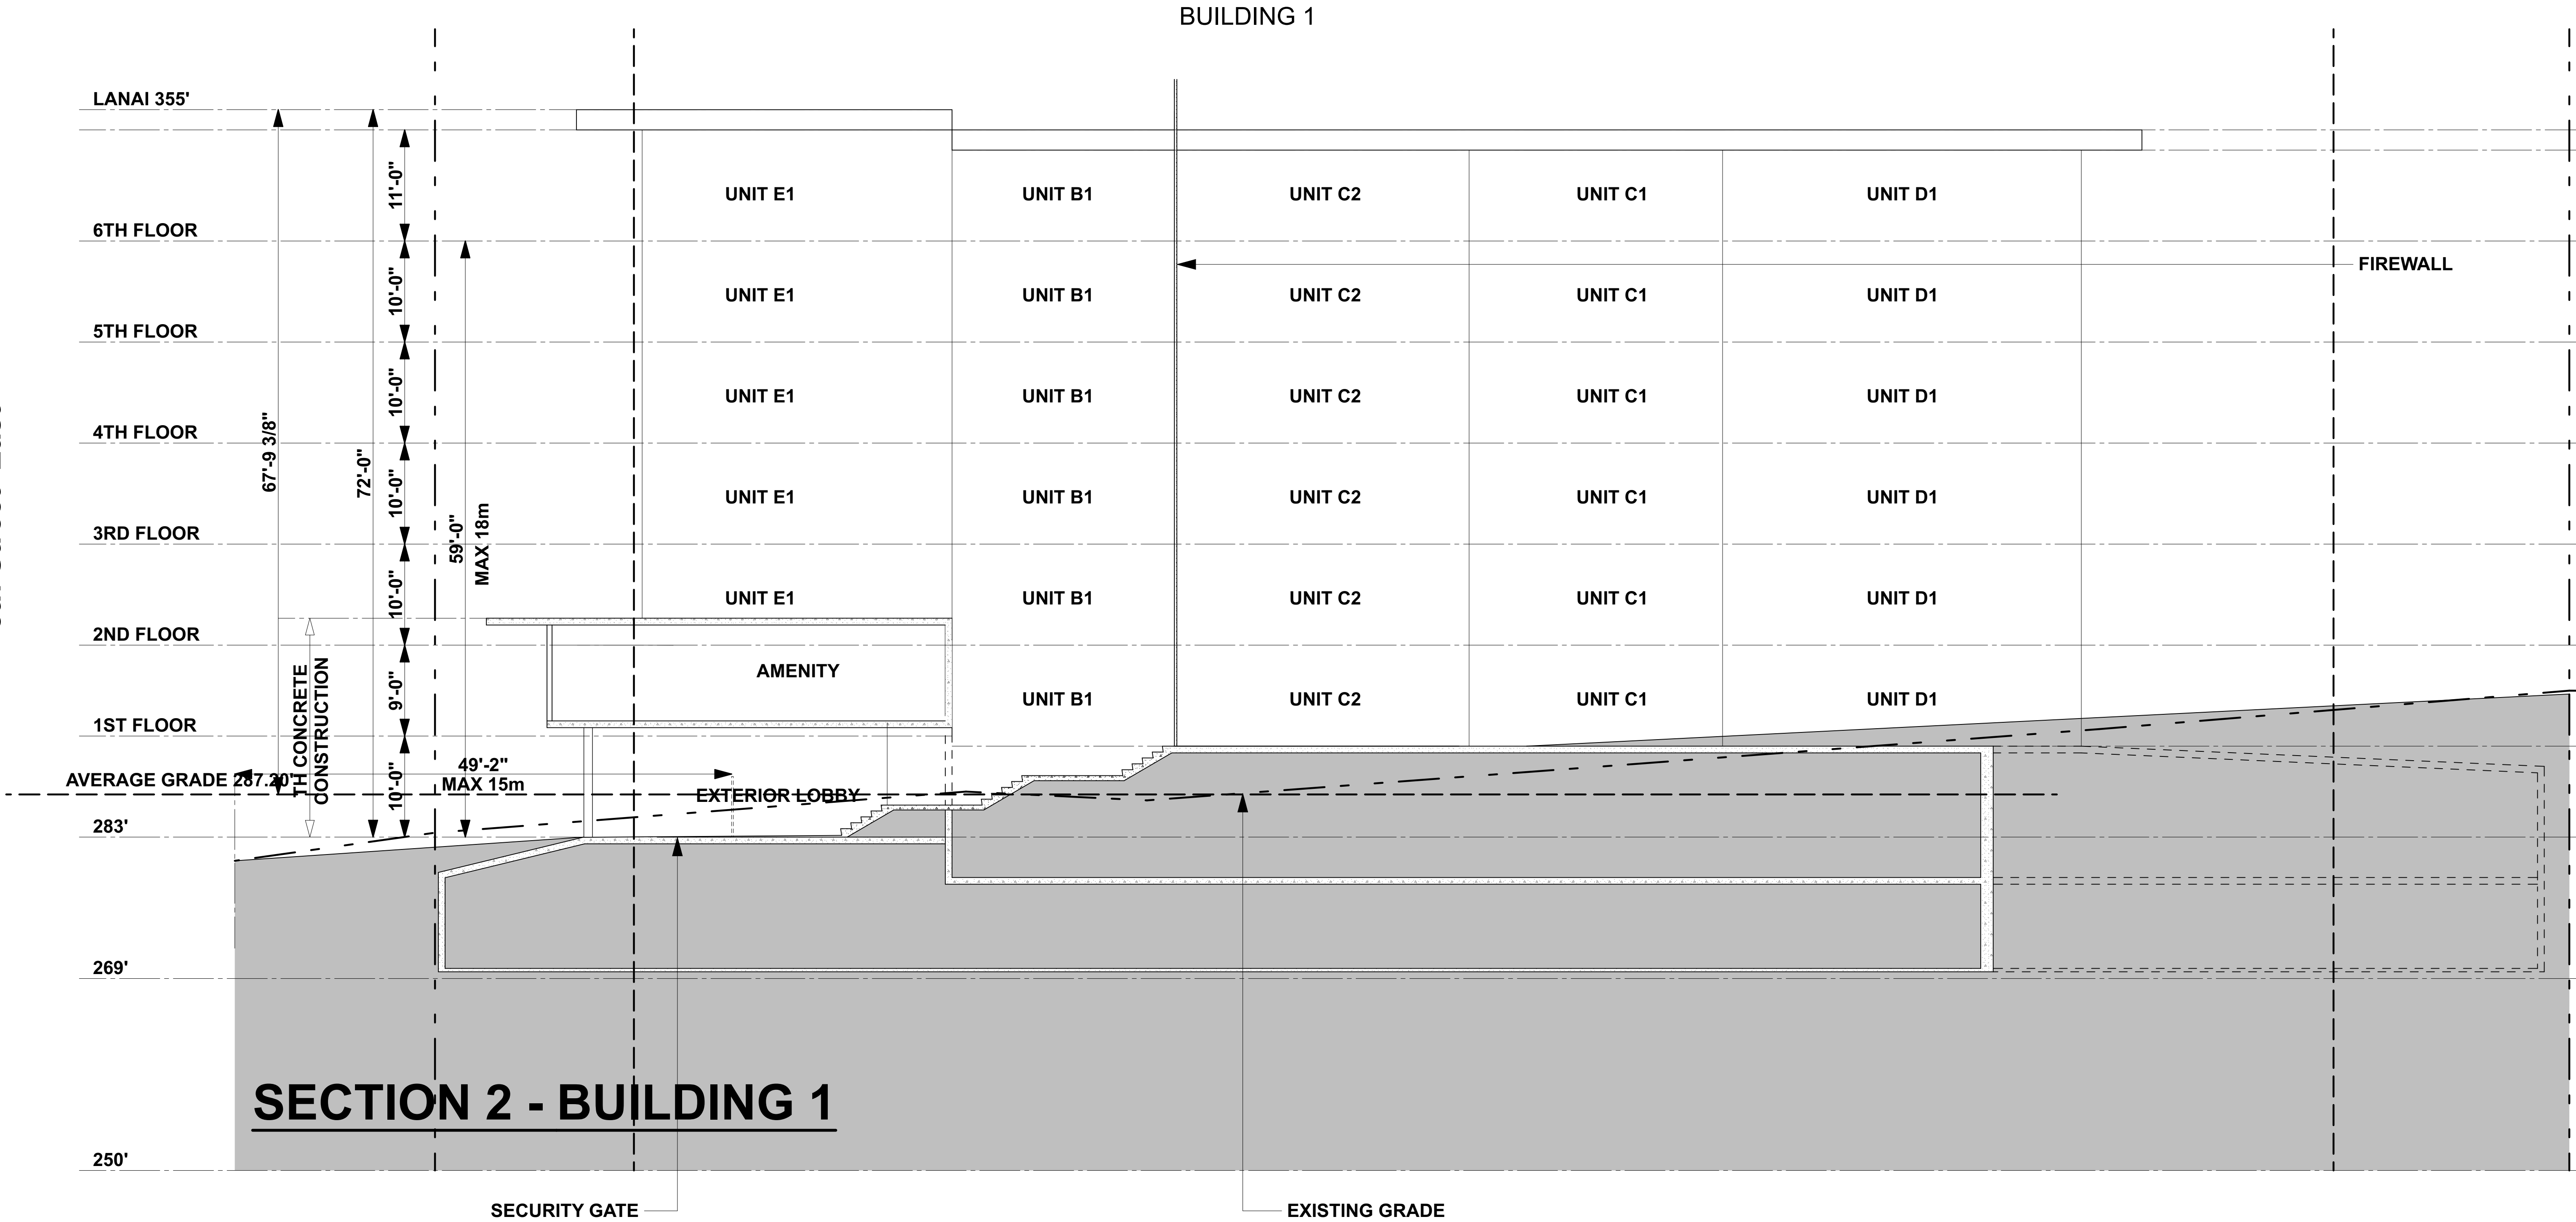 BUILDING 1
LANAI 355'
11'-0"
UNIT E1
UNIT B1
UNIT C2
UNIT C1
UNIT D1
6TH FLOOR
FIREWALL
10'-0"
UNIT E1
UNIT B1
UNIT C2
UNIT C1
UNIT D1
5TH FLOOR
10'-0"
UNIT E1
UNIT B1
UNIT C2
UNIT C1
UNIT D1
4TH FLOOR
67'-9 3/8"
72'-0"
10'-0"
UNIT E1
UNIT B1
UNIT C2
UNIT C1
UNIT D1
3RD FLOOR
59'-0"
MAX 18m
10'-0"
UNIT E1
UNIT B1
UNIT C2
UNIT C1
UNIT D1
2ND FLOOR
9'-0"
AMENITY
UNIT B1
UNIT C2
UNIT C1
UNIT D1
1ST FLOOR
TH CONCRETE
CONSTRUCTION
10'-0"
49'-2"
MAX 15m
AVERAGE GRADE 287.20'
EXTERIOR LOBBY
283'
269'
SECTION 2 - BUILDING 1
250'
SECURITY GATE
EXISTING GRADE